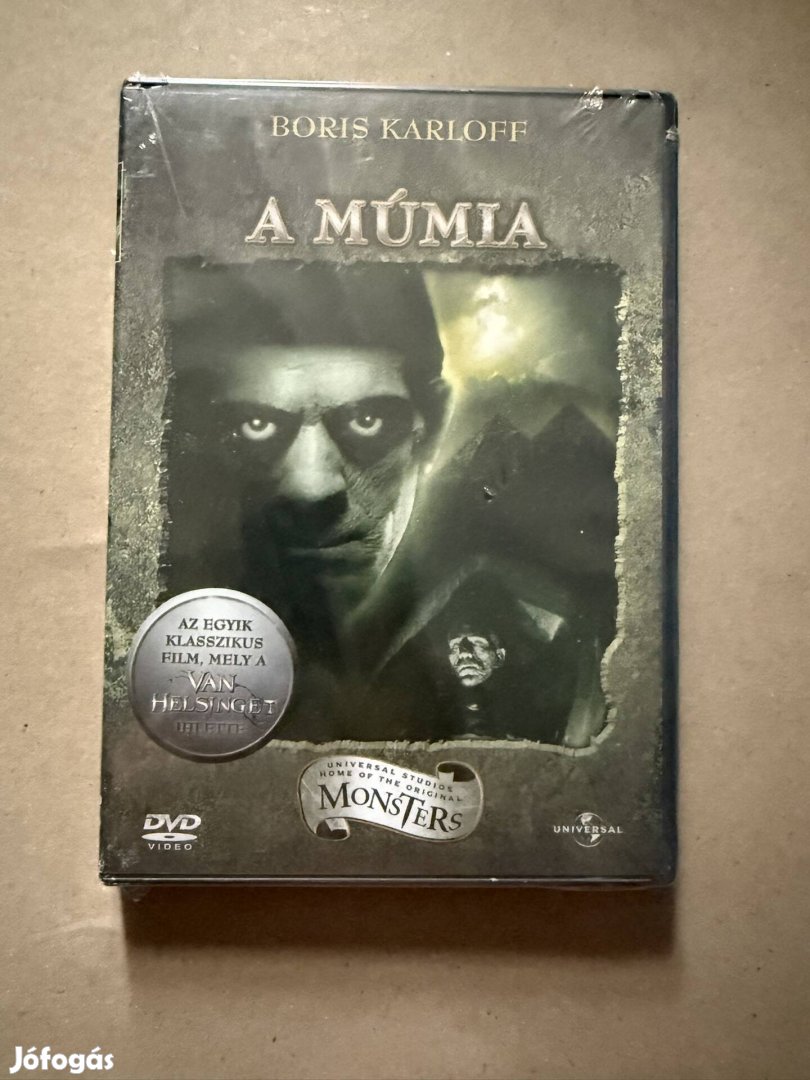 BORIS KARLOFF
A MÚMIA
AZ EGYIK
KLASSZIKUS
FILM, MELY A
VAN
HELSINGET
IHLETTE
UNIVERSAL STUDIOS
HOME OF THE ORIGINAL
MONSTERS
DVD
VIDEO
UNIVERSAL
Jófogás